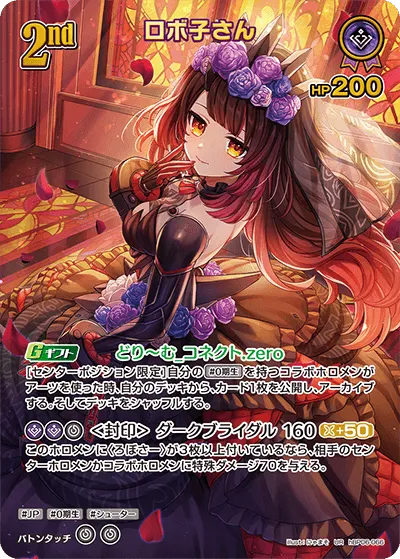 2nd
ロボ子さん
HP200
ギフト どり～む_コネクト.zero
[センターポジション限定]自分の #0期生 を持つコラボホロメンが
アーツを使った時、自分のデッキから、カード1枚を公開し、アーカイブ
する。そしてデッキをシャッフルする。
〈封印〉 ダークブライダル 160 +50
このホロメンに〈ろぼさー〉が3枚以上付いているなら、相手のセン
ターホロメンかコラボホロメンに特殊ダメージ70を与える。
#JP #0期生 #シューター
バトンタッチ
illust: にゃまそ UR hBP06-066